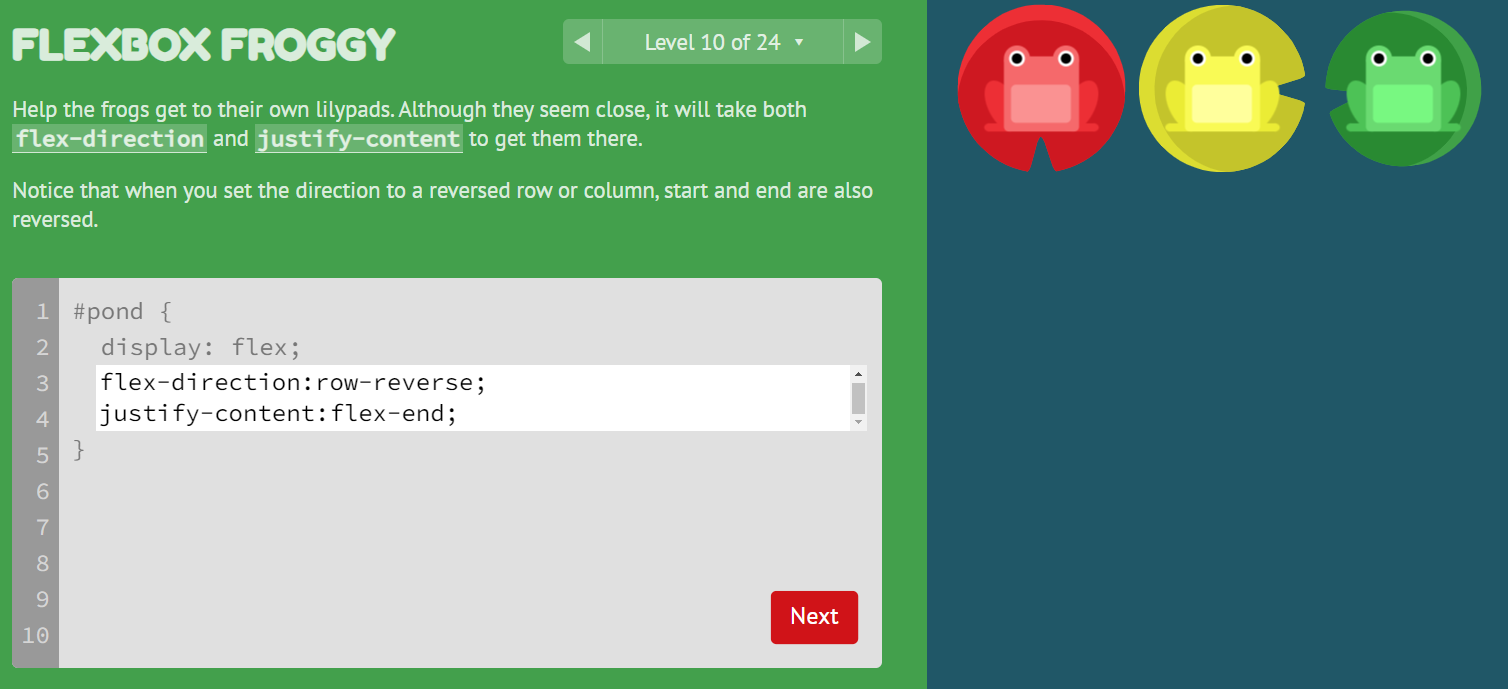 FLEXBOX FROGGY
Level 10 of 24
Help the frogs get to their own lilypads. Although they seem close, it will take both
flex-direction and justify-content to get them there.
Notice that when you set the direction to a reversed row or column, start and end are also
reversed.
1 #pond {
2 display: flex;
3 flex-direction:row-reverse;
4 justify-content:flex-end;
5 }
6
7
8
9
10
Next